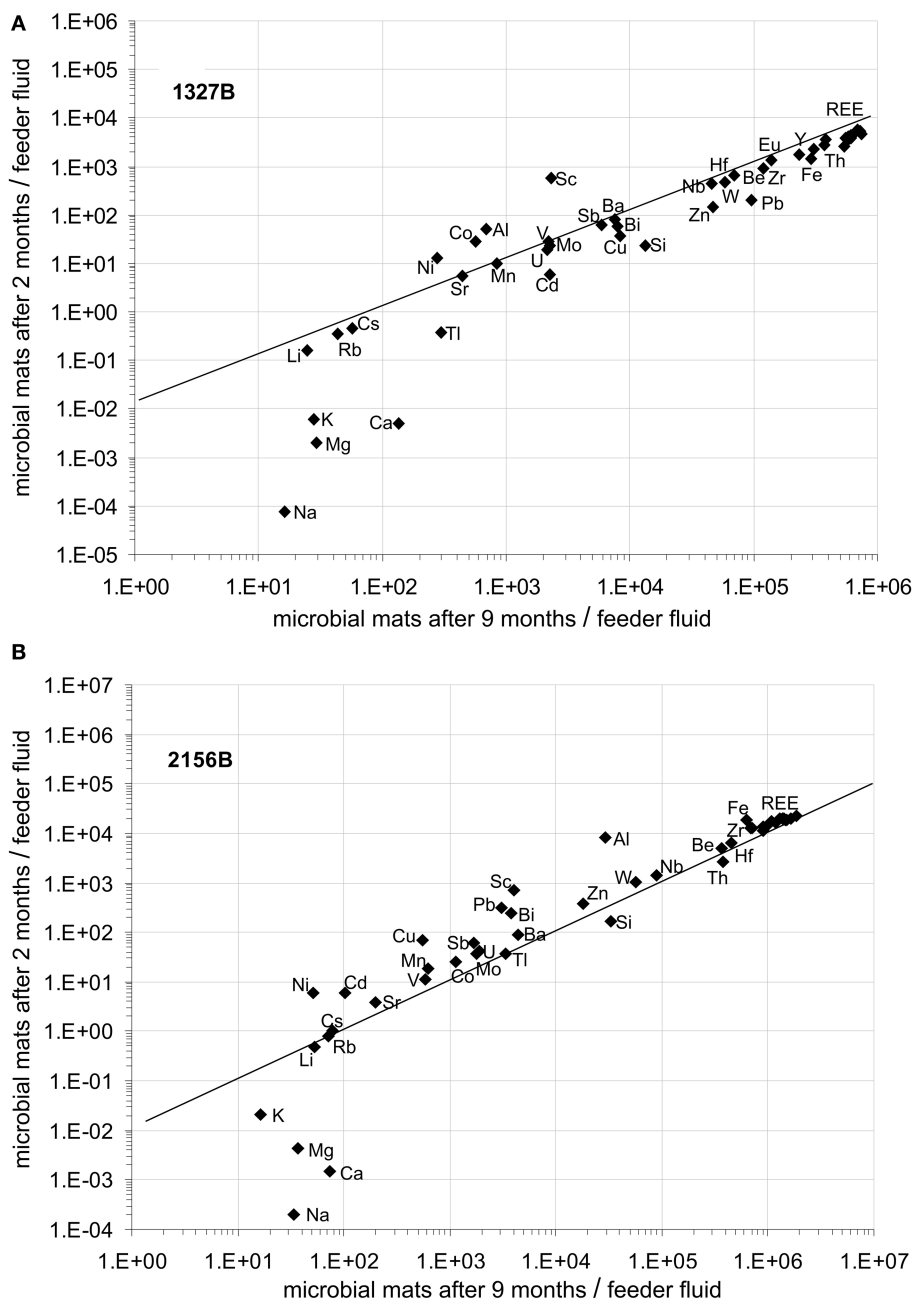 A
1.E+06
1.E+05
1327B
REE
1.E+04
Eu Y
Th
1.E+03
Hf Fe
Sc Nb Be Zr
W
Ba Zn Pb
1.E+02
Sb
Co Al V Bi
Mo Cu Si
1.E+01
Ni U
Sr Mn Cd
1.E+00
Cs
Rb Tl
Li
1.E-01
1.E-02
K Ca
Mg
1.E-03
1.E-04
Na
1.E-05
1.E+00 1.E+01 1.E+02 1.E+03 1.E+04 1.E+05 1.E+06
microbial mats after 9 months / feeder fluid
microbial mats after 2 months / feeder fluid
B
1.E+07
1.E+06
2156B
1.E+05
Fe REE
1.E+04
Al Zr
Be Hf
Th
1.E+03
Sc W Nb
Pb Zn
Bi Si
1.E+02
Cu Sb Ba
U
Mn Tl
Co Mo
1.E+01
Ni Cd V
Sr
Cs
1.E+00
Rb
Li
1.E-01
K
1.E-02
Mg
Ca
1.E-03
Na
1.E-04
1.E+00 1.E+01 1.E+02 1.E+03 1.E+04 1.E+05 1.E+06 1.E+07
microbial mats after 9 months / feeder fluid
microbial mats after 2 months / feeder fluid